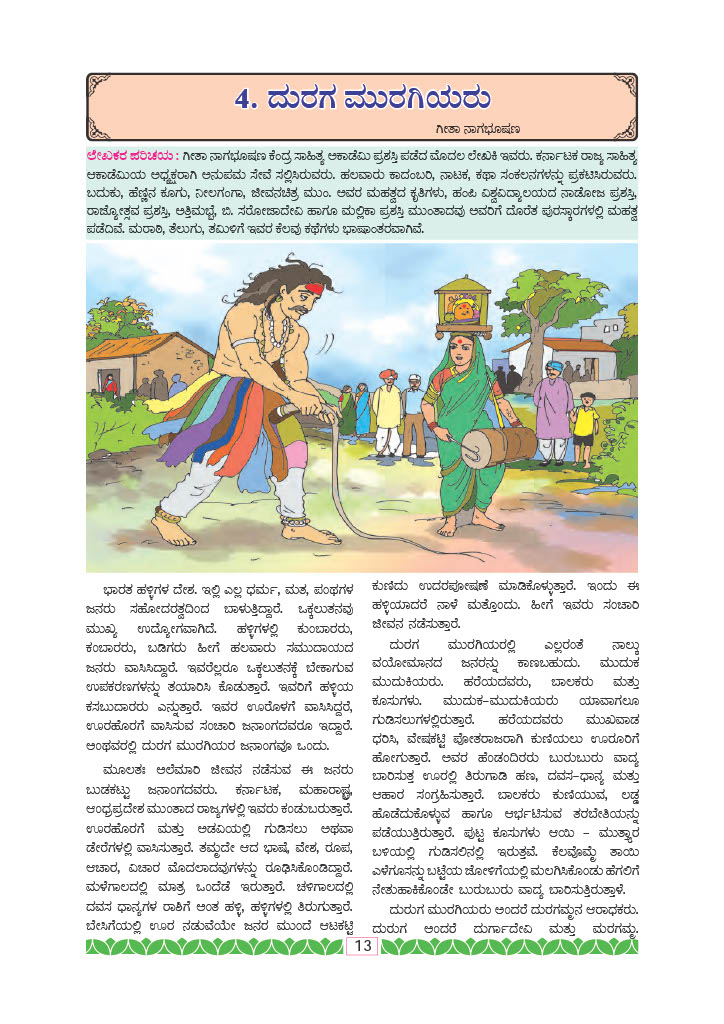 4. ದುರಗ ಮುರಗಿಯರು
ಗೀತಾ ನಾಗಭೂಷಣ
ಲೇಖಕರ ಪರಿಚಯ : ಗೀತಾ ನಾಗಭೂಷಣ ಕೇಂದ್ರ ಸಾಹಿತ್ಯ ಅಕಾಡೆಮಿ ಪ್ರಶಸ್ತಿ ಪಡೆದ ಮೊದಲ ಲೇಖಕಿ ಇವರು. ಕರ್ನಾಟಕ ರಾಜ್ಯ ಸಾಹಿತ್ಯ
ಆಕಾಡೆಮಿಯ ಅಧ್ಯಕ್ಷರಾಗಿ ಅನುಪಮ ಸೇವೆ ಸಲ್ಲಿಸಿರುವರು. ಹಲವಾರು ಕಾದಂಬರಿ, ನಾಟಕ, ಕಥಾ ಸಂಕಲನಗಳನ್ನು ಪ್ರಕಟಿಸಿರುವರು.
ಬದುಕು, ಹೆಣ್ಣಿನ ಕೂಗು, ನೀಲಗಂಗಾ, ಜೀವನಚಿತ್ರ ಮುಂ. ಅವರ ಮಹತ್ವದ ಕೃತಿಗಳು, ಹಂಪಿ ವಿಶ್ವವಿದ್ಯಾಲಯದ ನಾಡೋಜ ಪ್ರಶಸ್ತಿ,
ರಾಜ್ಯೋತ್ಸವ ಪ್ರಶಸ್ತಿ, ಅತ್ತಿಮಬ್ಬೆ, ಬಿ. ಸರೋಜಾದೇವಿ ಹಾಗೂ ಮಲ್ಲಿಕಾ ಪ್ರಶಸ್ತಿ ಮುಂತಾದವು ಅವರಿಗೆ ದೊರೆತ ಪುರಸ್ಕಾರಗಳಲ್ಲಿ ಮಹತ್ವ
ಪಡೆದಿವೆ. ಮರಾಠಿ, ತೆಲುಗು, ತಮಿಳಿಗೆ ಇವರ ಕೆಲವು ಕಥೆಗಳು ಭಾಷಾಂತರವಾಗಿವೆ.
ಭಾರತ ಹಳ್ಳಿಗಳ ದೇಶ. ಇಲ್ಲಿ ಎಲ್ಲ ಧರ್ಮ, ಮತ, ಪಂಥಗಳ
ಜನರು ಸಹೋದರತ್ವದಿಂದ ಬಾಳುತ್ತಿದ್ದಾರೆ. ಒಕ್ಕಲುತನವು
ಮುಖ್ಯ ಉದ್ಯೋಗವಾಗಿದೆ. ಹಳ್ಳಿಗಳಲ್ಲಿ ಕುಂಬಾರರು,
ಕಂಬಾರರು, ಬಡಿಗರು ಹೀಗೆ ಹಲವಾರು ಸಮುದಾಯದ
ಜನರು ವಾಸಿಸಿದ್ದಾರೆ. ಇವರೆಲ್ಲರೂ ಒಕ್ಕಲುತನಕ್ಕೆ ಬೇಕಾಗುವ
ಉಪಕರಣಗಳನ್ನು ತಯಾರಿಸಿ ಕೊಡುತ್ತಾರೆ. ಇವರಿಗೆ ಹಳ್ಳಿಯ
ಕಸಬುದಾರರು ಎನ್ನುತ್ತಾರೆ. ಇವರ ಊರೊಳಗೆ ವಾಸಿಸಿದ್ದರೆ,
ಊರಹೊರಗೆ ವಾಸಿಸುವ ಸಂಚಾರಿ ಜನಾಂಗದವರೂ ಇದ್ದಾರೆ.
ಅಂಥವರಲ್ಲಿ ದುರಗ ಮುರಗಿಯರ ಜನಾಂಗವೂ ಒಂದು.
ಮೂಲತಃ ಅಲೆಮಾರಿ ಜೀವನ ನಡೆಸುವ ಈ ಜನರು
ಬುಡಕಟ್ಟು ಜನಾಂಗದವರು. ಕರ್ನಾಟಕ, ಮಹಾರಾಷ್ಟ್ರ,
ಆಂಧ್ರಪ್ರದೇಶ ಮುಂತಾದ ರಾಜ್ಯಗಳಲ್ಲಿ ಇವರು ಕಂಡುಬರುತ್ತಾರೆ.
ಊರಹೊರಗೆ ಮತ್ತು ಅಡವಿಯಲ್ಲಿ ಗುಡಿಸಲು ಅಥವಾ
ಡೇರೆಗಳಲ್ಲಿ ವಾಸಿಸುತ್ತಾರೆ. ತಮ್ಮದೇ ಆದ ಭಾಷೆ, ವೇಶ, ರೂಪ,
ಆಚಾರ, ವಿಚಾರ ಮೊದಲಾದವುಗಳನ್ನು ರೂಢಿಸಿಕೊಂಡಿದ್ದಾರೆ.
ಮಳೆಗಾಲದಲ್ಲಿ ಮಾತ್ರ ಒಂದೆಡೆ ಇರುತ್ತಾರೆ. ಚಳಿಗಾಲದಲ್ಲಿ
ದವಸ ಧಾನ್ಯಗಳ ರಾಶಿಗೆ ಅಂತ ಹಳ್ಳಿ, ಹಳ್ಳಿಗಳಲ್ಲಿ ತಿರುಗುತ್ತಾರೆ.
ಬೇಸಿಗೆಯಲ್ಲಿ ಊರ ನಡುವೆಯೇ ಜನರ ಮುಂದೆ ಆಟಕಟ್ಟಿ
ಕುಣಿದು ಉದರಪೋಷಣೆ ಮಾಡಿಕೊಳ್ಳುತ್ತಾರೆ. ಇಂದು ಈ
ಹಳ್ಳಿಯಾದರೆ ನಾಳೆ ಮತ್ತೊಂದು. ಹೀಗೆ ಇವರು ಸಂಚಾರಿ
ಜೀವನ ನಡೆಸುತ್ತಾರೆ.
ದುರಗ ಮುರಗಿಯರಲ್ಲಿ ಎಲ್ಲರಂತೆ ನಾಲ್ಕು
ವಯೋಮಾನದ ಜನರನ್ನು ಕಾಣಬಹುದು. ಮುದುಕ
ಮುದುಕಿಯರು. ಹರೆಯದವರು, ಬಾಲಕರು ಮತ್ತು
ಕೂಸುಗಳು. ಮುದುಕ–ಮುದುಕಿಯರು ಯಾವಾಗಲೂ
ಗುಡಿಸಲುಗಳಲ್ಲಿರುತ್ತಾರೆ. ಹರೆಯದವರು ಮುಖವಾಡ
ಧರಿಸಿ, ವೇಷಕಟ್ಟಿ ಪೋತರಾಜರಾಗಿ ಕುಣಿಯಲು ಊರೂರಿಗೆ
ಹೋಗುತ್ತಾರೆ. ಅವರ ಹೆಂಡಂದಿರರು ಬುರುಬುರು ವಾದ್ಯ
ಬಾರಿಸುತ್ತ ಊರಲ್ಲಿ ತಿರುಗಾಡಿ ಹಣ, ದವಸ–ಧಾನ್ಯ ಮತ್ತು
ಆಹಾರ ಸಂಗ್ರಹಿಸುತ್ತಾರೆ. ಬಾಲಕರು ಕುಣಿಯುವ, ಲಡ್ಡ
ಹೊಡೆದುಕೊಳ್ಳುವ ಹಾಗೂ ಆರ್ಭಟಿಸುವ ತರಬೇತಿಯನ್ನು
ಪಡೆಯುತ್ತಿರುತ್ತಾರೆ. ಪುಟ್ಟ ಕೂಸುಗಳು ಆಯಿ – ಮುತ್ತ್ಯಾರ
ಬಳಿಯಲ್ಲಿ ಗುಡಿಸಲಿನಲ್ಲಿ ಇರುತ್ತವೆ. ಕೆಲವೊಮ್ಮೆ ತಾಯಿ
ಎಳೆಗೂಸನ್ನು ಬಟ್ಟೆಯ ಜೋಳಿಗೆಯಲ್ಲಿ ಮಲಗಿಸಿಕೊಂಡು ಹೆಗಲಿಗೆ
ನೇತುಹಾಕಿಕೊಂಡೇ ಬುರುಬುರು ವಾದ್ಯ ಬಾರಿಸುತ್ತಿರುತ್ತಾಳೆ.
ದುರುಗ ಮುರಗಿಯರು ಅಂದರೆ ದುರಗಮ್ಮನ ಆರಾಧಕರು.
ದುರುಗ ಅಂದರೆ ದುರ್ಗಾದೇವಿ ಮತ್ತು ಮರಗಮ್ಮ
13